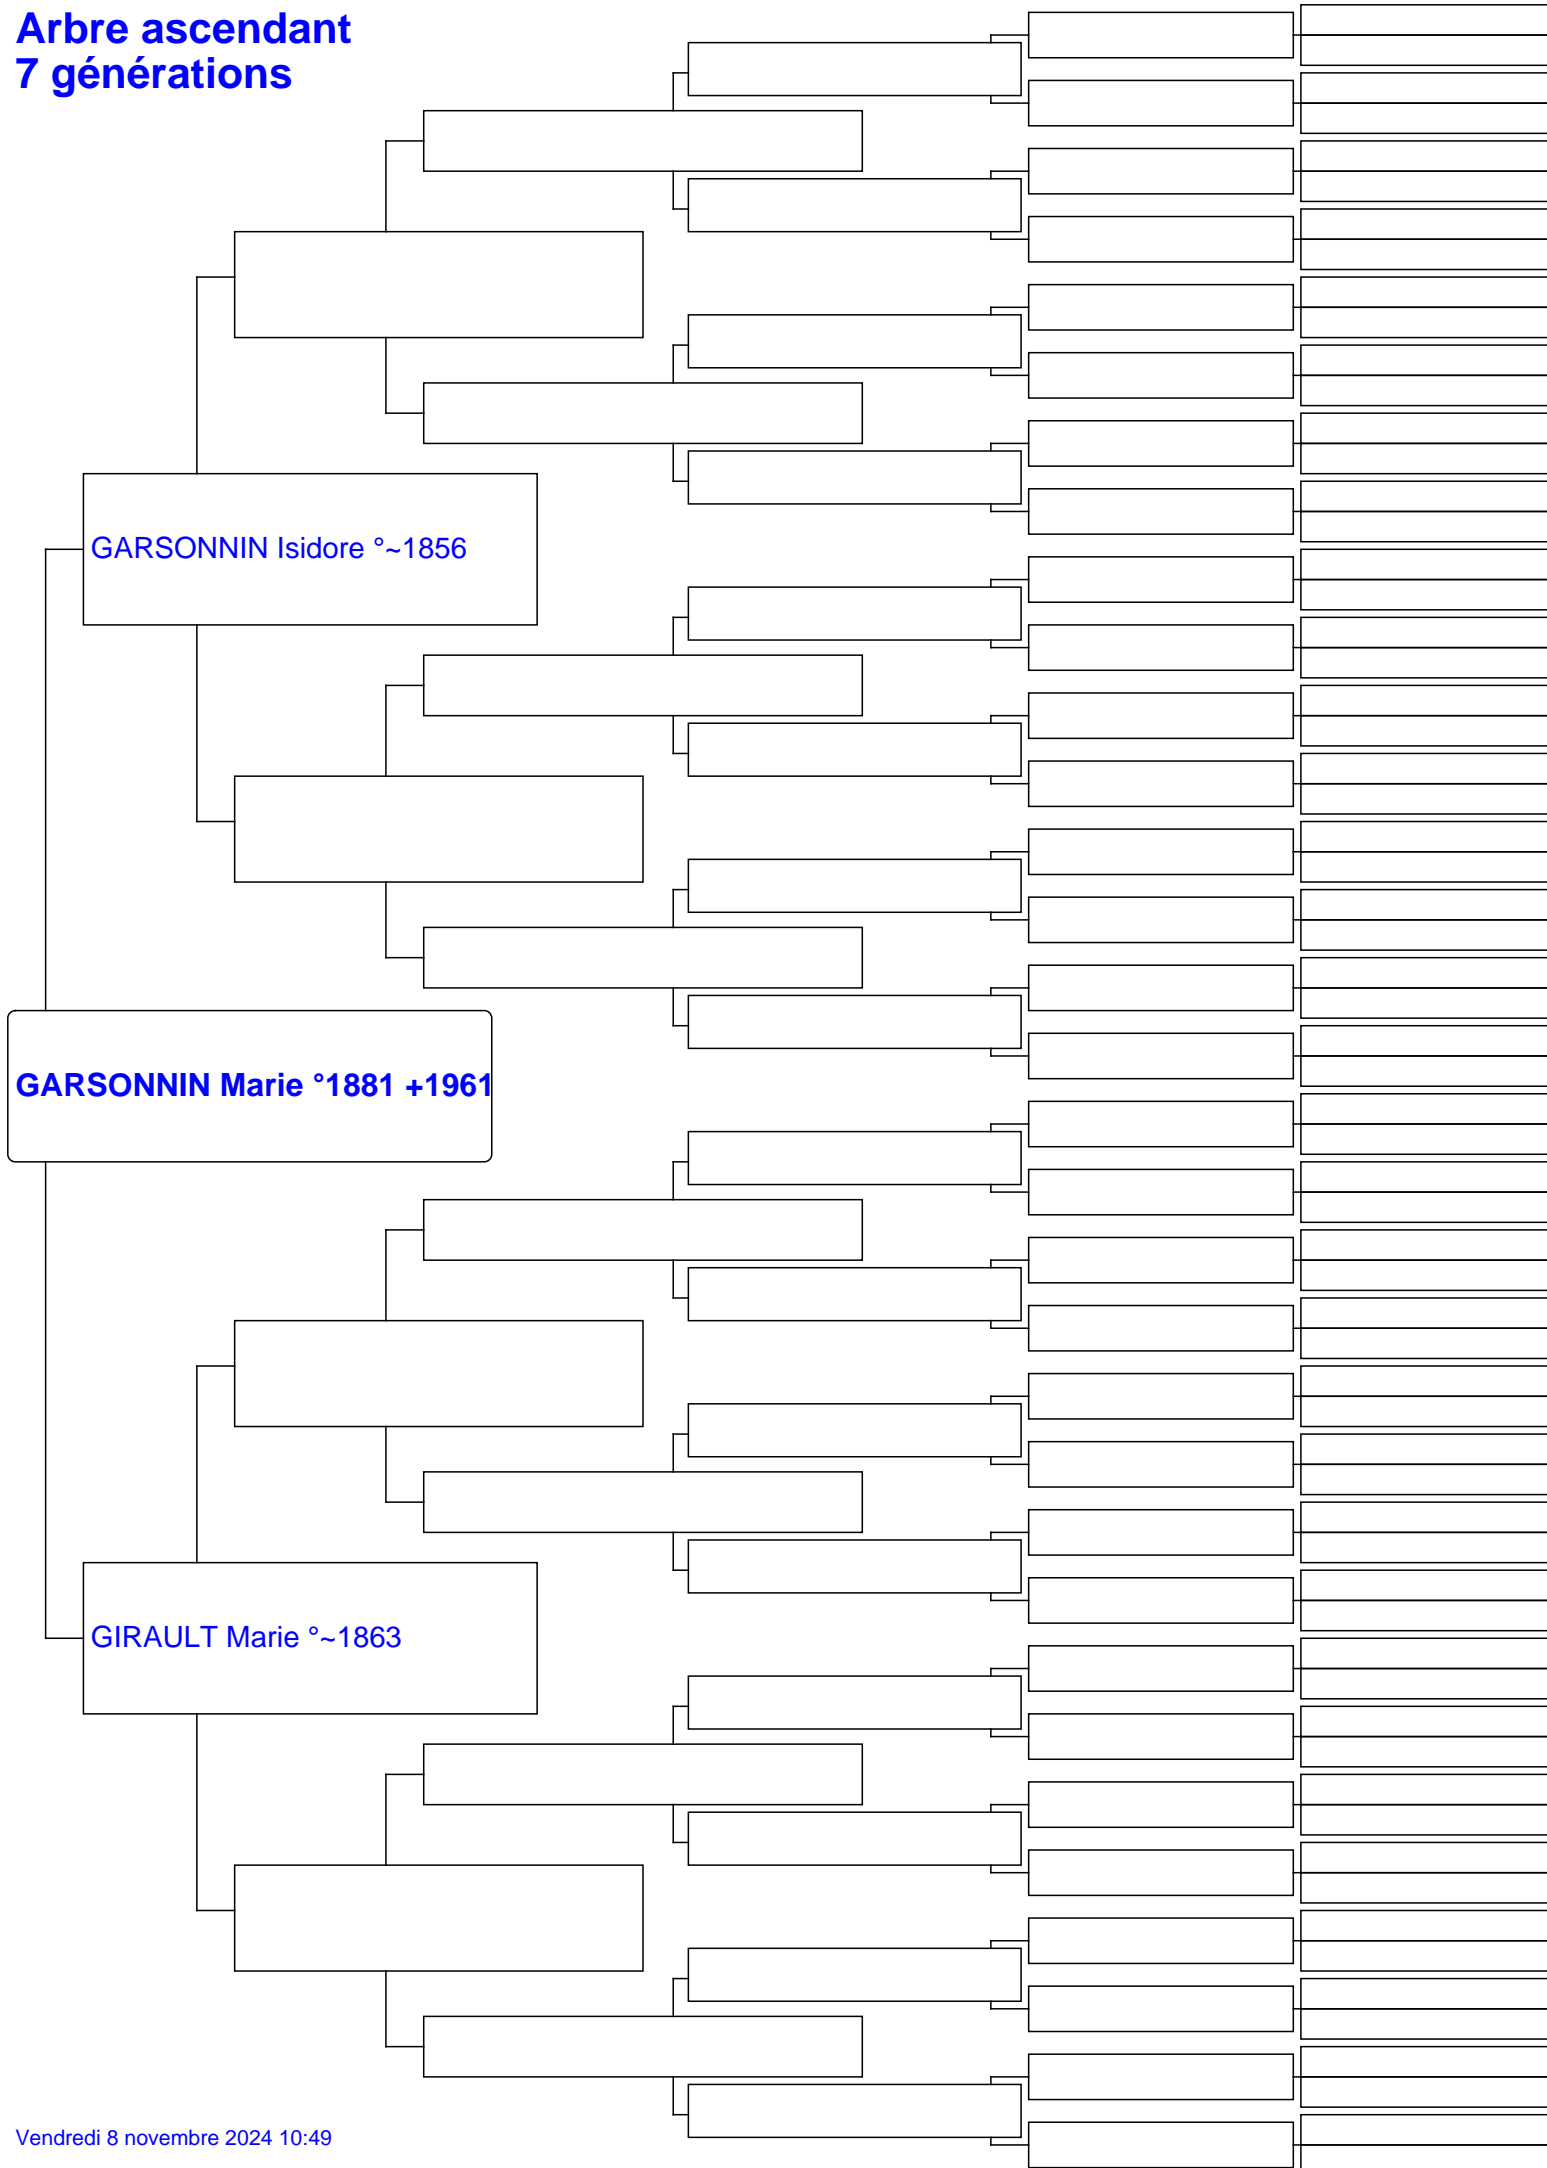 Arbre ascendant
7 générations
GARSONNIN Isidore °~1856
GARSONNIN Marie °1881 +1961
GIRAULT Marie °~1863
Vendredi 8 novembre 2024 10:49